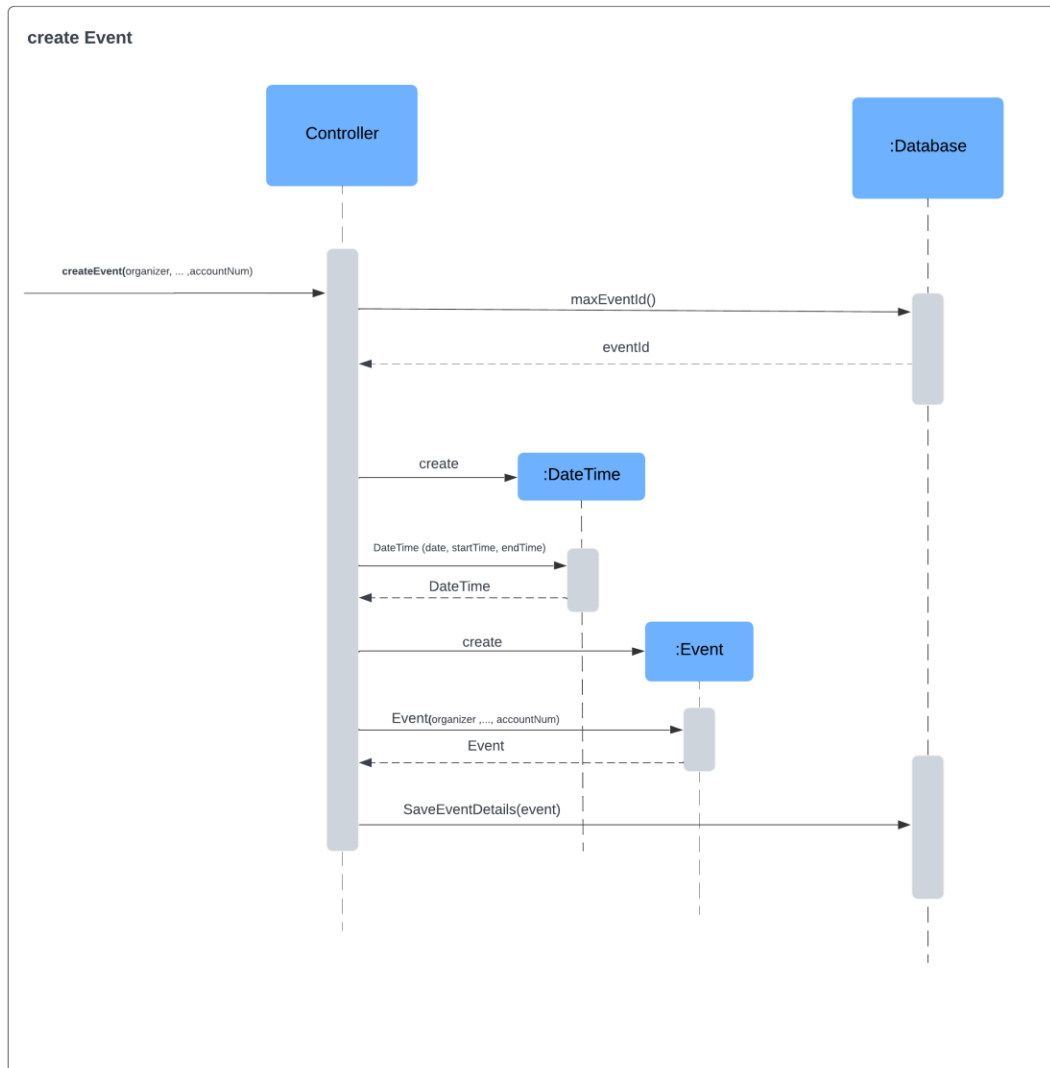 create Event
Controller
:Database
createEvent(organizer, ... ,accountNum)
maxEventId()
eventId
create
:DateTime
DateTime (date, startTime, endTime)
DateTime
create
:Event
Event(organizer ,..., accountNum)
Event
SaveEventDetails(event)